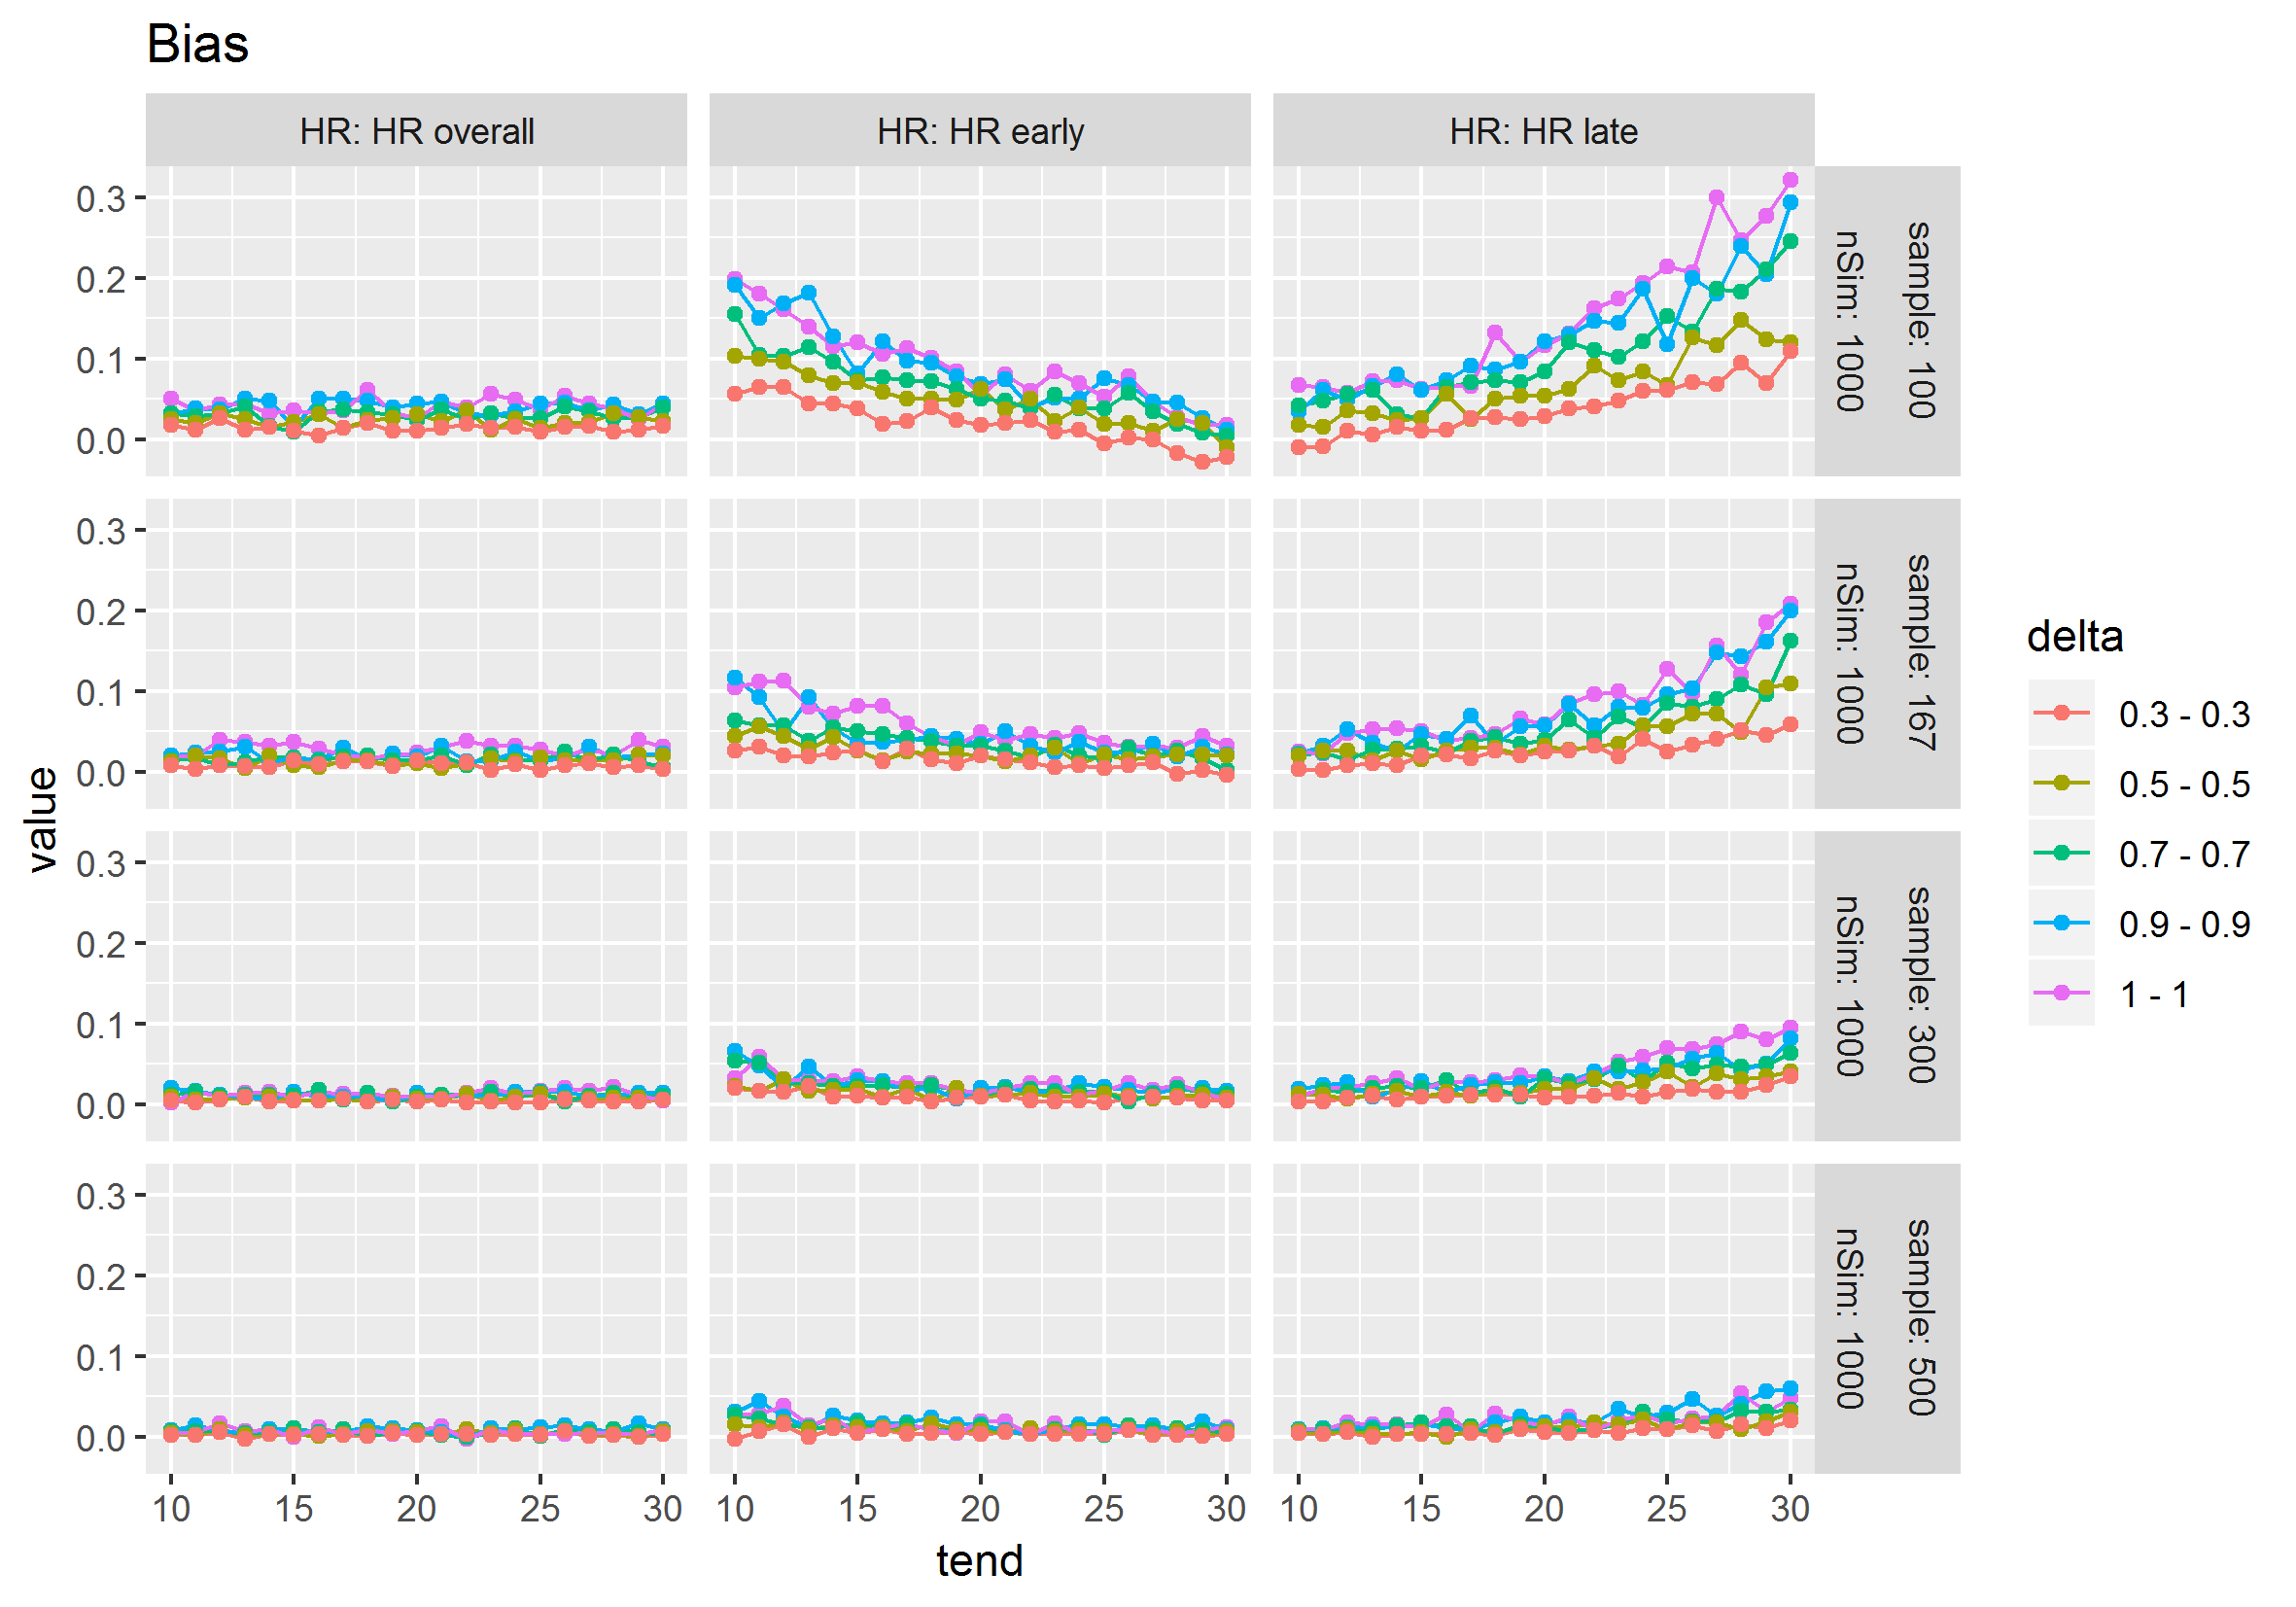 Bias
HR: HR overall
HR: HR early
HR: HR late
0.3
0.2
0.1
0.0
sample: 100
nSim: 1000
0.3
0.2
0.1
0.0
sample: 167
nSim: 1000
0.3
0.2
0.1
0.0
sample: 300
nSim: 1000
0.3
0.2
0.1
0.0
sample: 500
nSim: 1000
10 15 20 25 30
10 15 20 25 30
10 15 20 25 30
tend
value
delta
0.3 - 0.3
0.5 - 0.5
0.7 - 0.7
0.9 - 0.9
1 - 1